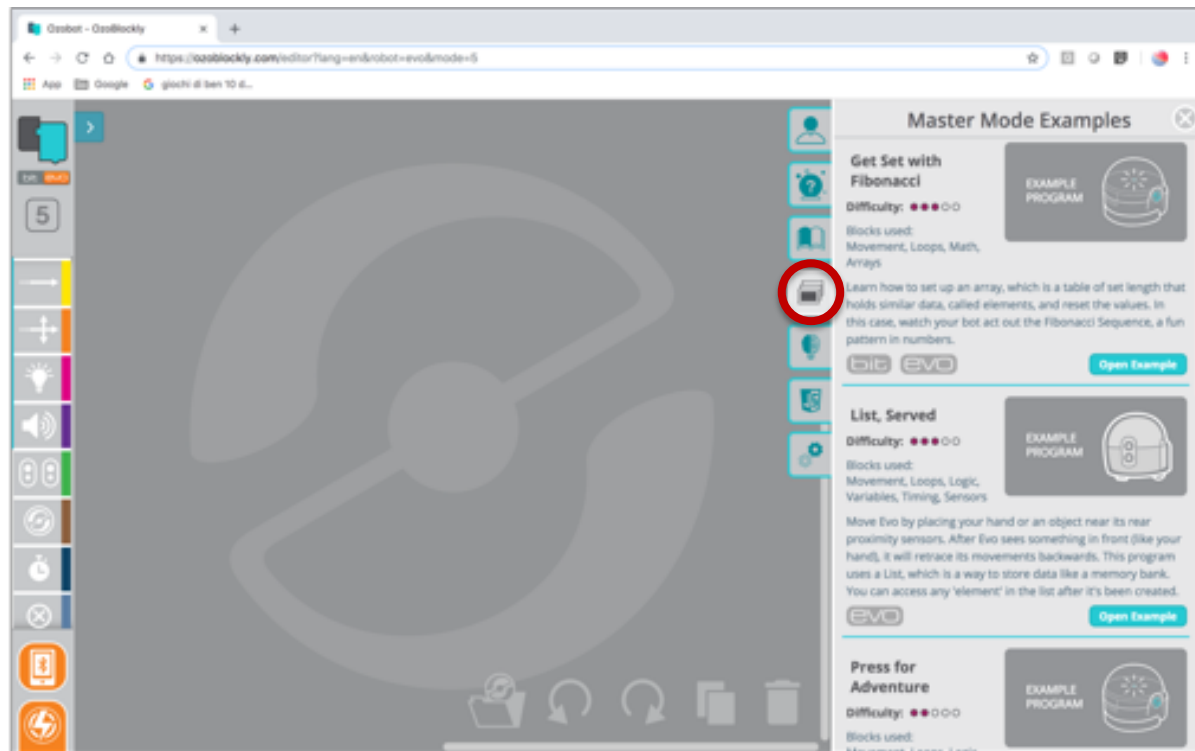 Ozobot - OzoBlockly
https://ozoblockly.com/editor?lang=en&robot=evo&mode=5
App
Google
giochi di ben 10 d...
bit evo
5
Master Mode Examples
Get Set with
Fibonacci
Difficulty:
Blocks used:
Movement, Loops, Math,
Arrays
EXAMPLE
PROGRAM
Learn how to set up an array, which is a table of set length that
holds similar data, called elements, and reset the values. In
this case, watch your bot act out the Fibonacci Sequence, a fun
pattern in numbers.
bit evo
Open Example
List, Served
Difficulty:
Blocks used:
Movement, Loops, Logic,
Variables, Timing, Sensors
EXAMPLE
PROGRAM
Move Evo by placing your hand or an object near its rear
proximity sensors. After Evo sees something in front (like your
hand), it will retrace its movements backwards. This program
uses a List, which is a way to store data like a memory bank.
You can access any 'element' in the list after it's been created.
evo
Open Example
Press for
Adventure
Difficulty:
Blocks used:
Movement, Loops, Logic
EXAMPLE
PROGRAM